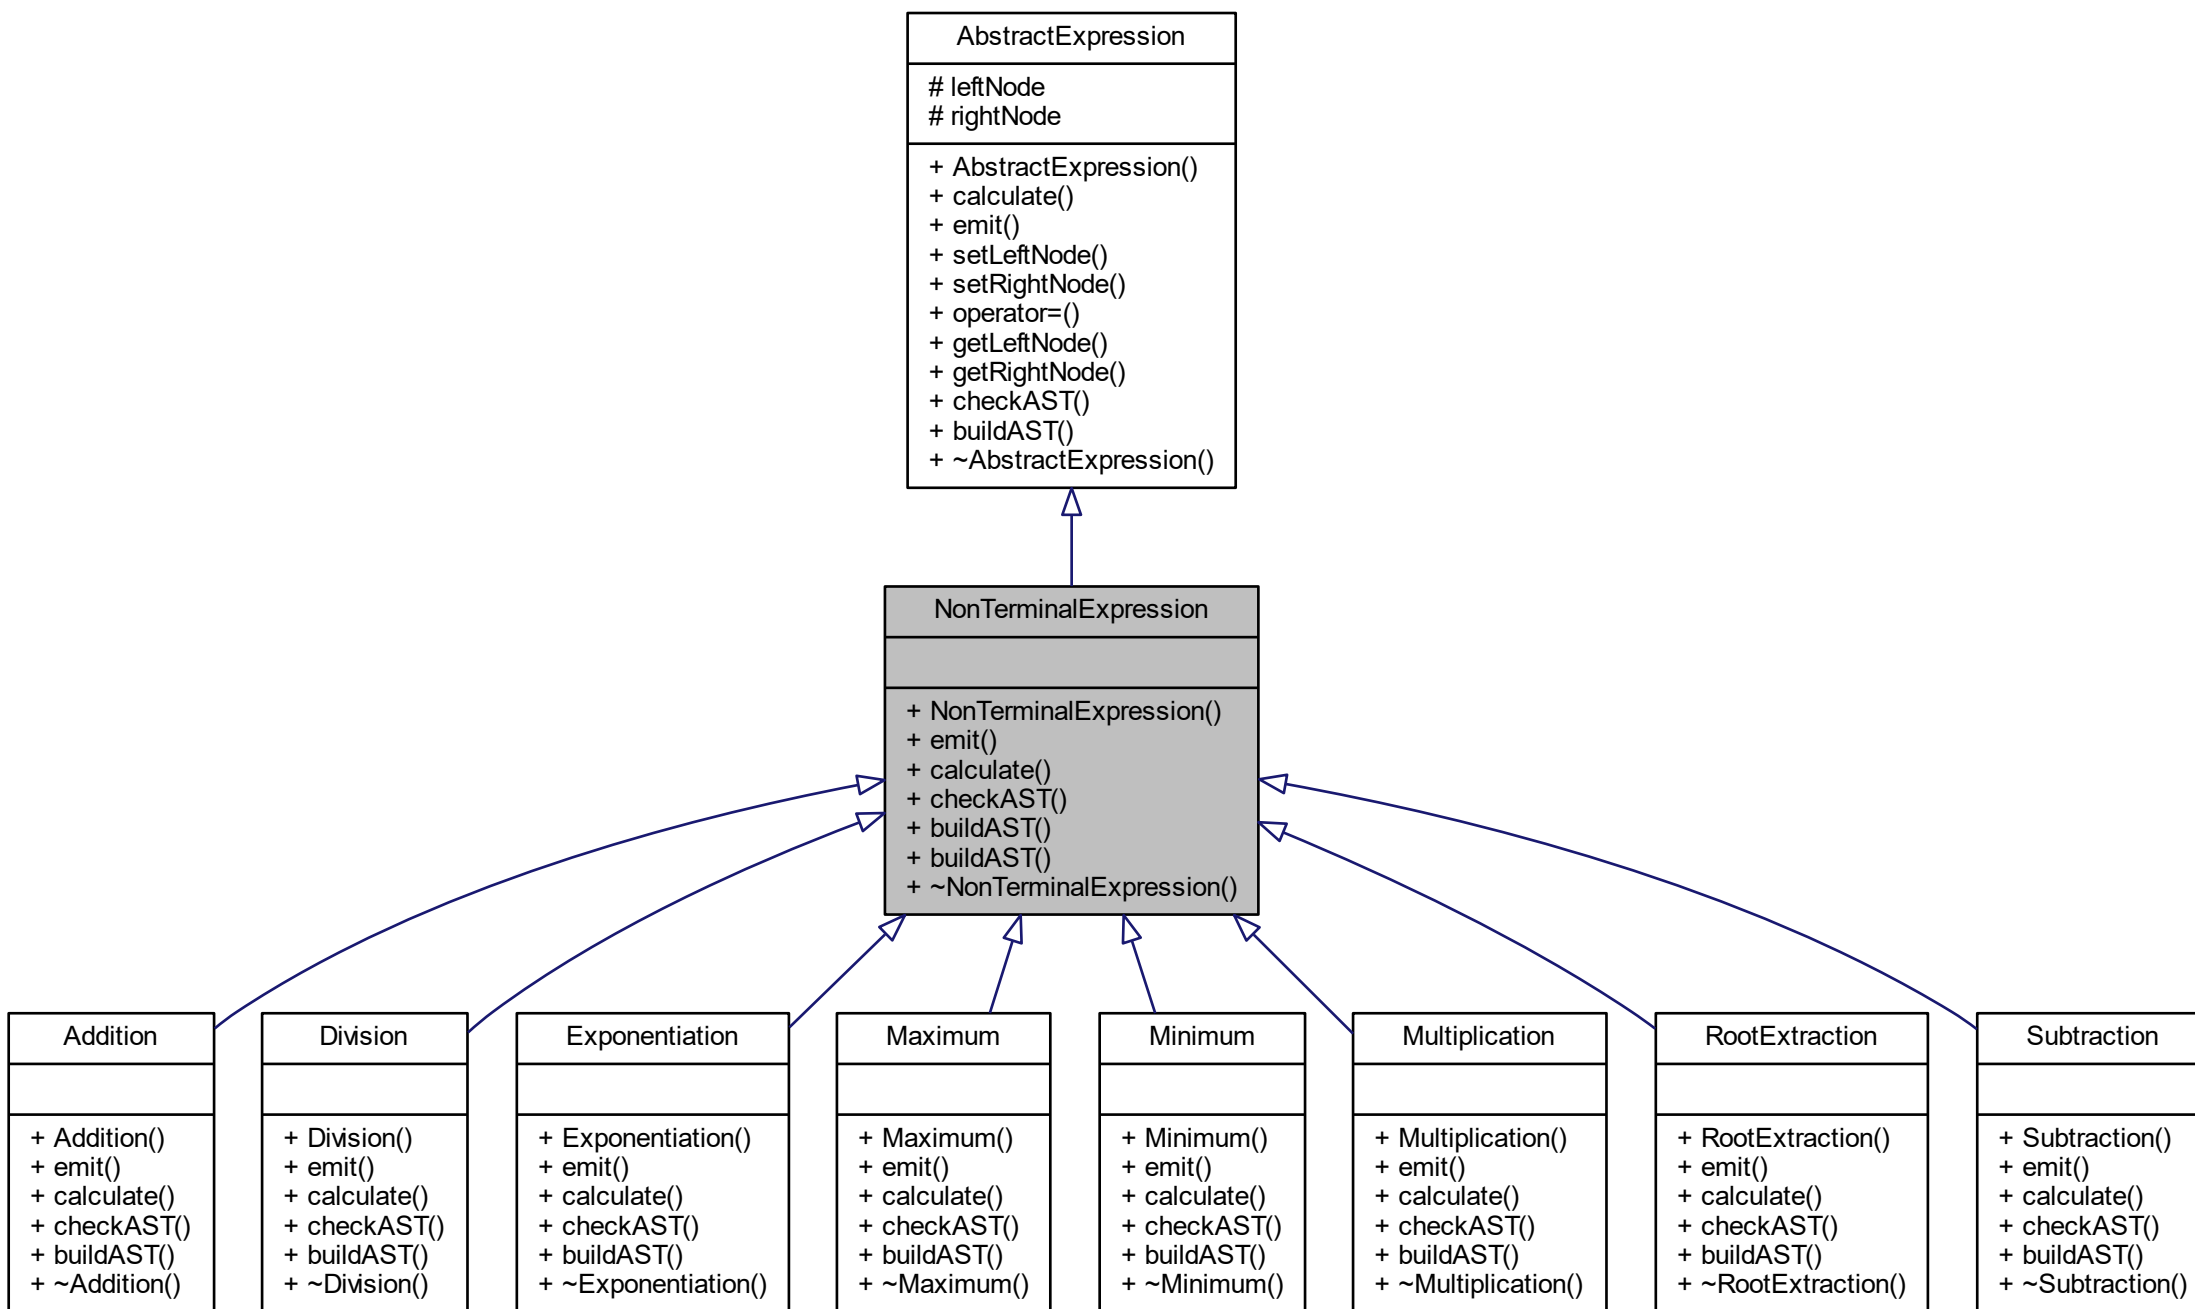 AbstractExpression
# leftNode
# rightNode
+ AbstractExpression()
+ calculate()
+ emit()
+ setLeftNode()
+ setRightNode()
+ operator=()
+ getLeftNode()
+ getRightNode()
+ checkAST()
+ buildAST()
+ ~AbstractExpression()
NonTerminalExpression
+ NonTerminalExpression()
+ emit()
+ calculate()
+ checkAST()
+ buildAST()
+ buildAST()
+ ~NonTerminalExpression()
Addition
+ Addition()
+ emit()
+ calculate()
+ checkAST()
+ buildAST()
+ ~Addition()
Division
+ Division()
+ emit()
+ calculate()
+ checkAST()
+ buildAST()
+ ~Division()
Exponentiation
+ Exponentiation()
+ emit()
+ calculate()
+ checkAST()
+ buildAST()
+ ~Exponentiation()
Maximum
+ Maximum()
+ emit()
+ calculate()
+ checkAST()
+ buildAST()
+ ~Maximum()
Minimum
+ Minimum()
+ emit()
+ calculate()
+ checkAST()
+ buildAST()
+ ~Minimum()
Multiplication
+ Multiplication()
+ emit()
+ calculate()
+ checkAST()
+ buildAST()
+ ~Multiplication()
RootExtraction
+ RootExtraction()
+ emit()
+ calculate()
+ checkAST()
+ buildAST()
+ ~RootExtraction()
Subtraction
+ Subtraction()
+ emit()
+ calculate()
+ checkAST()
+ buildAST()
+ ~Subtraction()